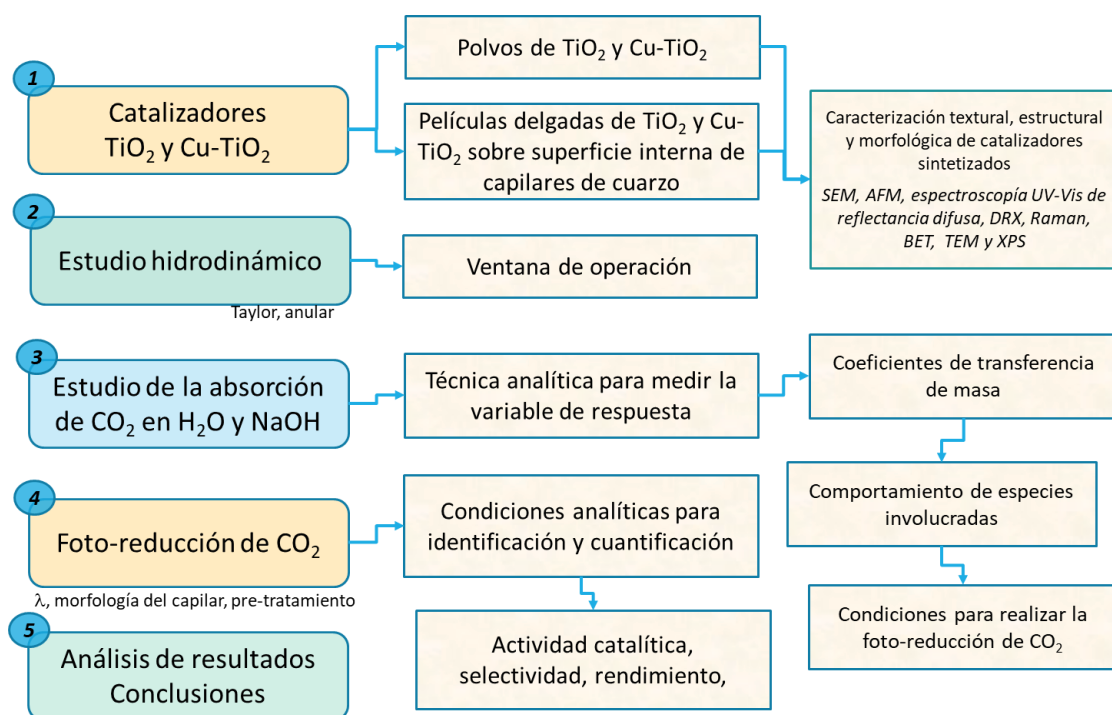 1
Catalizadores
TiO₂ y Cu-TiO₂
Polvos de TiO₂ y Cu-TiO₂
Películas delgadas de TiO₂ y Cu-
TiO₂ sobre superficie interna de
capilares de cuarzo
Caracterización textural, estructural
y morfológica de catalizadores
sintetizados
SEM, AFM, espectroscopía UV-Vis de
reflectancia difusa, DRX, Raman,
BET, TEM y XPS
2
Estudio hidrodinámico
Taylor, anular
Ventana de operación
3
Estudio de la absorción
de CO₂ en H₂O y NaOH
Técnica analítica para medir la
variable de respuesta
Coeficientes de transferencia
de masa
Comportamiento de especies
involucradas
Condiciones para realizar la
foto-reducción de CO₂
4
Foto-reducción de CO₂
λ, morfología del capilar, pre-tratamiento
Condiciones analíticas para
identificación y cuantificación
Actividad catalítica,
selectividad, rendimiento,
5
Análisis de resultados
Conclusiones